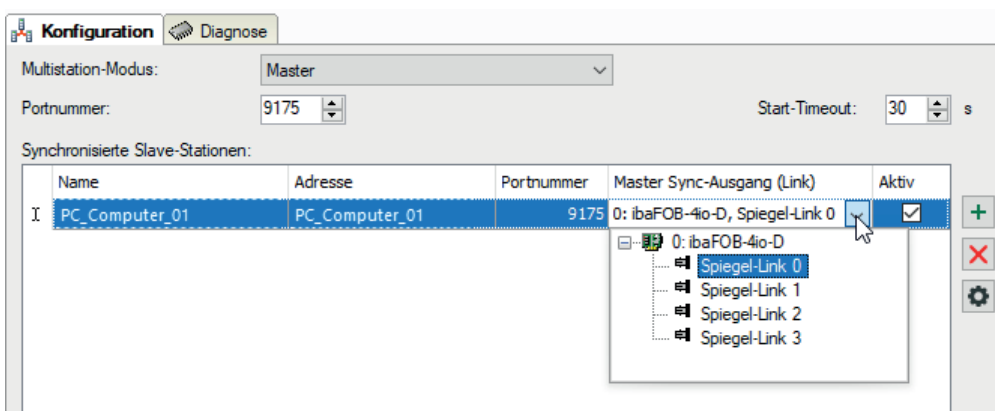 Konfiguration Diagnose
Multistation-Modus: Master
Portnummer: 9175 Start-Timeout: 30 s
Synchronisierte Slave-Stationen:
Name Adresse Portnummer Master Sync-Ausgang (Link) Aktiv
PC_Computer_01 PC_Computer_01 9175 0: ibaFOB-4io-D, Spiegel-Link 0
0: ibaFOB-4io-D
Spiegel-Link 0
Spiegel-Link 1
Spiegel-Link 2
Spiegel-Link 3